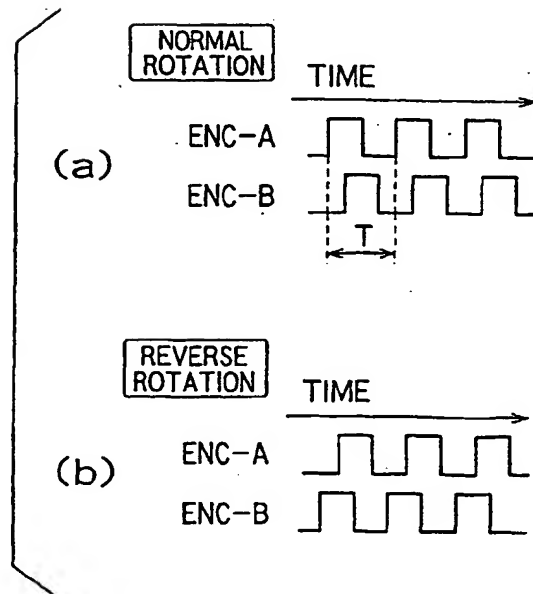 NORMAL
ROTATION
TIME
(a)
ENC-A
ENC-B
T
REVERSE
ROTATION
TIME
(b)
ENC-A
ENC-B